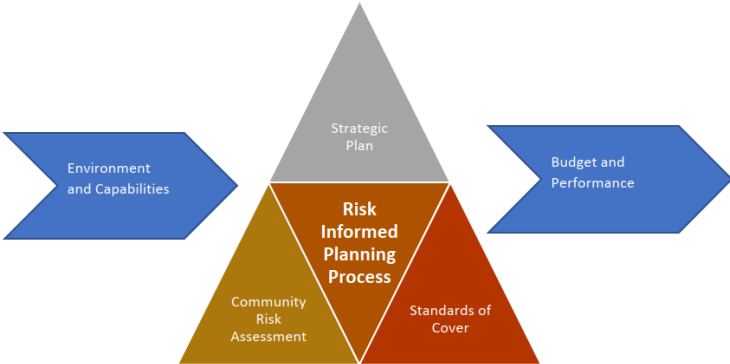 Strategic
Plan
Environment
and Capabilities
Budget and
Performance
Risk
Informed
Planning
Process
Community
Risk
Assessment
Standards of
Cover